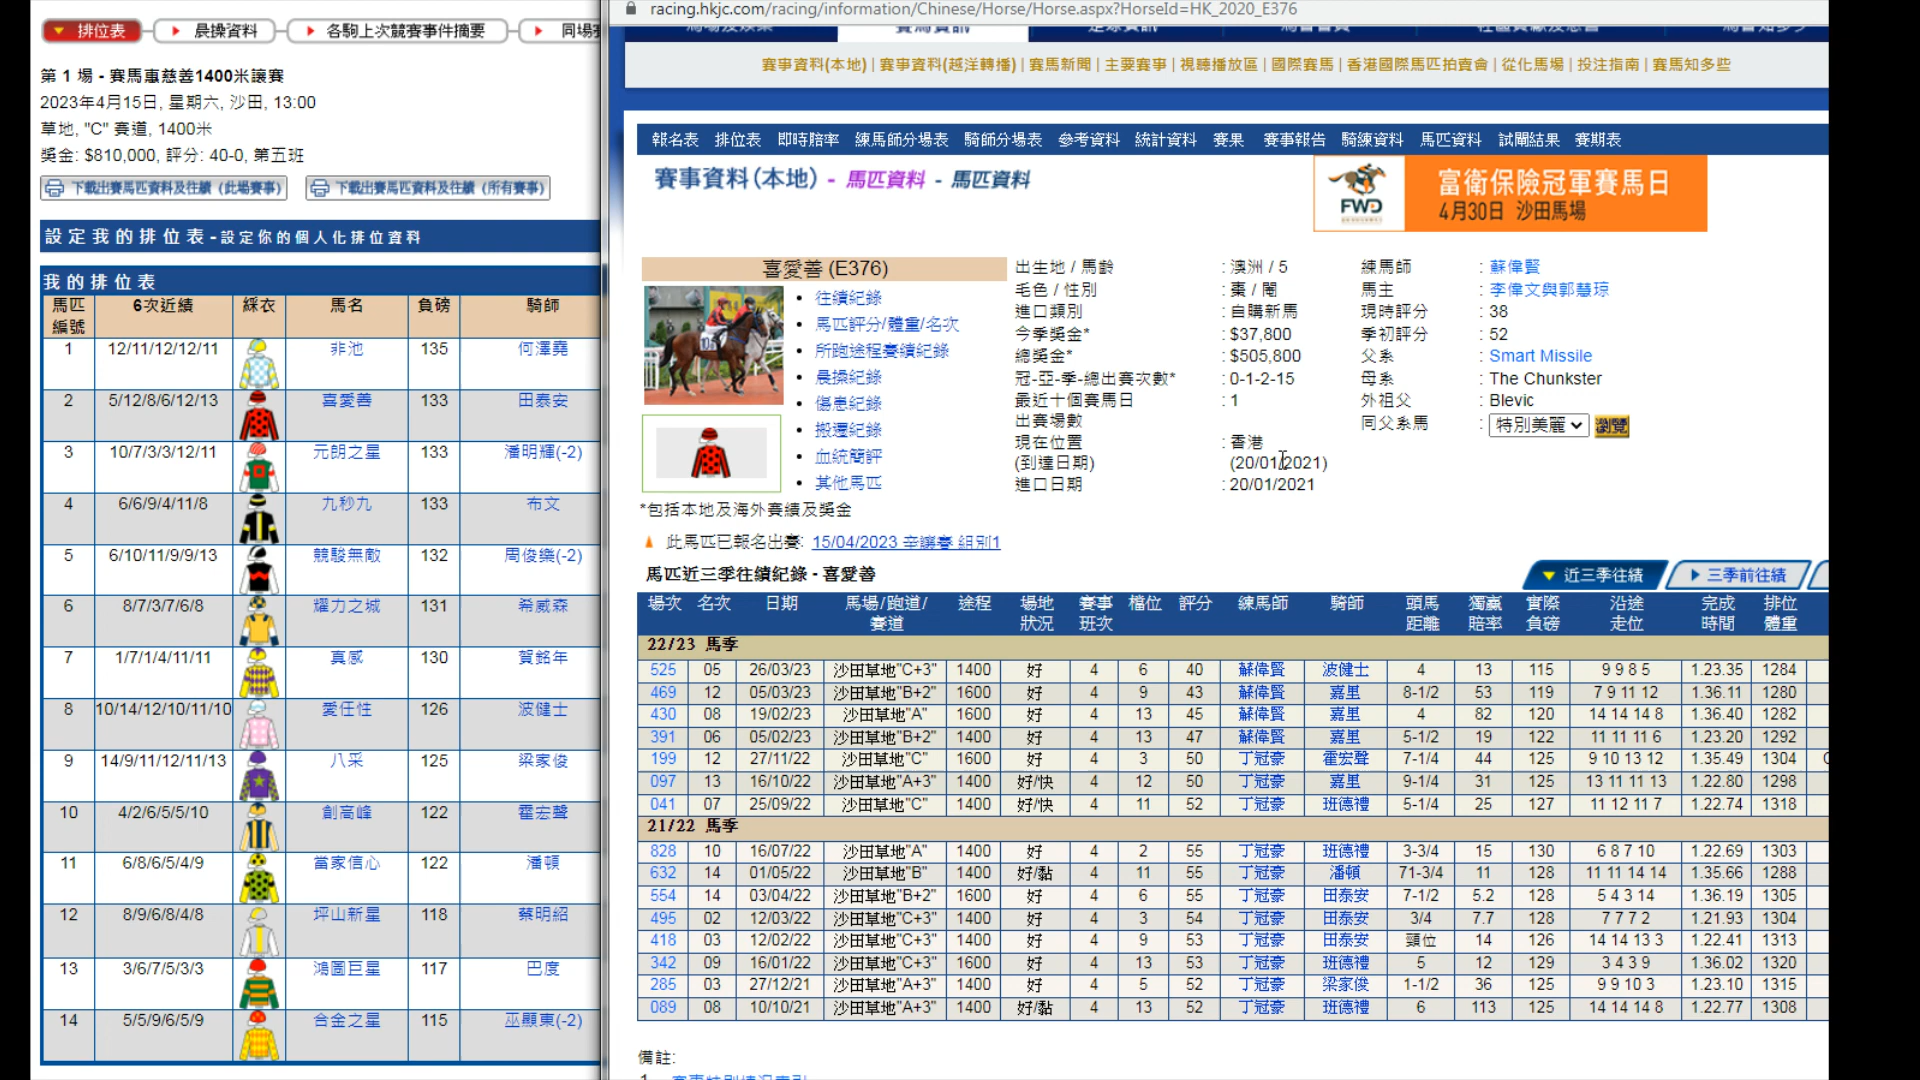 排位表 晨操資料 各駒上次競賽事件摘要
第 1 場 - 賽馬惠慈善1400米讓賽
2023年4月15日, 星期六, 沙田, 13:00
草地, "C" 賽道, 1400米
獎金: $810,000, 評分: 40-0, 第五班
下載出賽馬匹資料及往績 (此場賽事) 下載出賽馬匹資料及往績 (所有賽事)
設定我的排位表-設定你的個人化排位資料
我的排位表
馬匹編號 6次近績 綵衣 馬名 負磅 騎師
1 12/11/12/12/11 非池 135 何澤堯
2 5/12/8/6/12/13 喜愛善 133 田泰安
3 10/7/3/3/12/11 元朗之星 133 潘明輝(-2)
4 6/6/9/4/11/8 九秒九 133 布文
5 6/10/11/9/9/13 競駿無敵 132 周俊樂(-2)
6 8/7/3/7/6/8 耀力之城 131 希威森
7 1/7/1/4/11/11 真感 130 賀銘年
8 10/14/12/10/11/10 愛任性 126 波健士
9 14/9/11/12/11/13 八采 125 梁家俊
10 4/2/6/5/5/10 創高峰 122 霍宏聲
11 6/8/6/5/4/9 當家信心 122 潘頓
12 8/9/6/8/4/8 坪山新星 118 蔡明紹
13 3/6/7/5/3/3 鴻圖巨星 117 巴度
14 5/5/9/6/5/9 合金之星 115 巫顯東(-2)
racing.hkjc.com/racing/information/Chinese/Horse/Horse.aspx?HorseId=HK_2020_E376
賽事資料(本地) | 賽事資料(越洋轉播) | 賽馬新聞 | 主要賽事 | 視聽播放區 | 國際賽馬 | 香港國際馬匹拍賣會 | 從化馬場 | 投注指南 | 賽馬知多些
報名表 排位表 即時賠率 練馬師分場表 騎師分場表 參考資料 統計資料 賽果 賽事報告 騎練資料 馬匹資料 試閘結果 賽期表
賽事資料(本地) - 馬匹資料 - 馬匹資料
FWD 富衛保險冠軍賽馬日
4月30日 沙田馬場
喜愛善 (E376)
往績紀錄
馬匹評分/體重/名次
所跑途程賽績紀錄
晨操紀錄
傷患紀錄
搬遷紀錄
血統簡評
其他馬匹
出生地 / 馬齡 : 澳洲 / 5
毛色 / 性別 : 棗 / 閹
進口類別 : 自購新馬
今季獎金* : $37,800
總獎金* : $505,800
冠-亞-季-總出賽次數* : 0-1-2-15
最近十個賽馬日 : 1
出賽場數
現在位置 : 香港
(到達日期) (20/01/2021)
進口日期 : 20/01/2021
練馬師 : 蘇偉賢
馬主 : 李偉文與郭慧琼
現時評分 : 38
季初評分 : 52
父系 : Smart Missile
母系 : The Chunkster
外祖父 : Blevic
同父系馬 : 特別美麗 瀏覽
*包括本地及海外賽績及獎金
此馬匹已報名出賽: 15/04/2023 幸讓賽 組別1
馬匹近三季往績紀錄 - 喜愛善 近三季往績 三季前往績
場次 名次 日期 馬場/跑道/賽道 途程 場地狀況 賽事班次 檔位 評分 練馬師 騎師 頭馬距離 獨贏賠率 實際負磅 沿途走位 完成時間 排位體重
22/23 馬季
525 05 26/03/23 沙田草地"C+3" 1400 好 4 6 40 蘇偉賢 波健士 4 13 115 9 9 8 5 1.23.35 1284
469 12 05/03/23 沙田草地"B+2" 1600 好 4 9 43 蘇偉賢 嘉里 8-1/2 53 119 7 9 11 12 1.36.11 1280
430 08 19/02/23 沙田草地"A" 1600 好 4 13 45 蘇偉賢 嘉里 4 82 120 14 14 14 8 1.36.40 1282
391 06 05/02/23 沙田草地"B+2" 1400 好 4 13 47 蘇偉賢 嘉里 5-1/2 19 122 11 11 11 6 1.23.20 1292
199 12 27/11/22 沙田草地"C" 1600 好 4 3 50 丁冠豪 霍宏聲 7-1/4 44 125 9 10 13 12 1.35.49 1304
097 13 16/10/22 沙田草地"A+3" 1400 好/快 4 12 50 丁冠豪 嘉里 9-1/4 31 125 13 11 11 13 1.22.80 1298
041 07 25/09/22 沙田草地"C" 1400 好/快 4 11 52 丁冠豪 班德禮 5-1/4 25 127 11 12 11 7 1.22.74 1318
21/22 馬季
828 10 16/07/22 沙田草地"A" 1400 好 4 2 55 丁冠豪 班德禮 3-3/4 15 130 6 8 7 10 1.22.69 1303
632 14 01/05/22 沙田草地"B" 1400 好/黏 4 11 55 丁冠豪 潘頓 71-3/4 11 128 11 11 14 14 1.35.66 1288
554 14 03/04/22 沙田草地"B+2" 1600 好 4 6 55 丁冠豪 田泰安 7-1/2 5.2 128 5 4 3 14 1.36.19 1305
495 02 12/03/22 沙田草地"C+3" 1400 好 4 3 54 丁冠豪 田泰安 3/4 7.7 128 7 7 7 2 1.21.93 1304
418 03 12/02/22 沙田草地"C+3" 1400 好 4 9 53 丁冠豪 田泰安 頸位 14 126 14 14 13 3 1.22.41 1313
342 09 16/01/22 沙田草地"C+3" 1600 好 4 13 53 丁冠豪 班德禮 5 12 129 3 4 3 9 1.36.02 1320
285 03 27/12/21 沙田草地"A+3" 1400 好 4 5 52 丁冠豪 梁家俊 1-1/2 36 125 9 9 10 3 1.23.10 1315
089 08 10/10/21 沙田草地"A+3" 1400 好/黏 4 13 52 丁冠豪 班德禮 6 113 125 14 14 14 8 1.22.77 1308
備註: